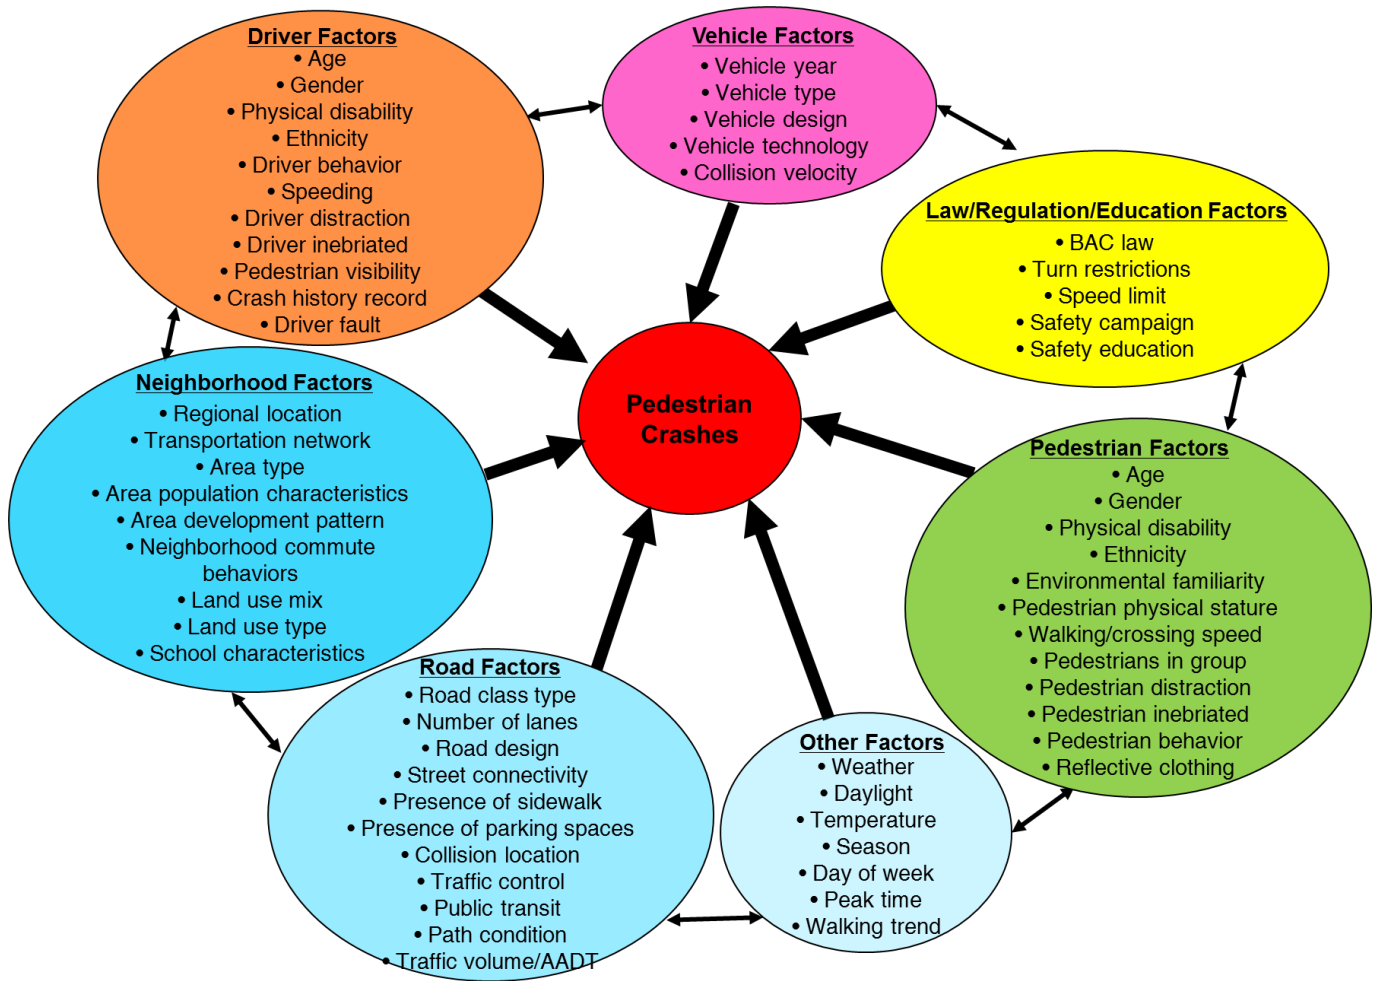 Driver Factors
• Age
• Gender
• Physical disability
• Ethnicity
• Driver behavior
• Speeding
• Driver distraction
• Driver inebriated
• Pedestrian visibility
• Crash history record
• Driver fault
Vehicle Factors
• Vehicle year
• Vehicle type
• Vehicle design
• Vehicle technology
• Collision velocity
Law/Regulation/Education Factors
• BAC law
• Turn restrictions
• Speed limit
• Safety campaign
• Safety education
Pedestrian
Crashes
Neighborhood Factors
• Regional location
• Transportation network
• Area type
• Area population characteristics
• Area development pattern
• Neighborhood commute
behaviors
• Land use mix
• Land use type
• School characteristics
Pedestrian Factors
• Age
• Gender
• Physical disability
• Ethnicity
• Environmental familiarity
• Pedestrian physical stature
• Walking/crossing speed
• Pedestrians in group
• Pedestrian distraction
• Pedestrian inebriated
• Pedestrian behavior
• Reflective clothing
Road Factors
• Road class type
• Number of lanes
• Road design
• Street connectivity
• Presence of sidewalk
• Presence of parking spaces
• Collision location
• Traffic control
• Public transit
• Path condition
• Traffic volume/AADT
Other Factors
• Weather
• Daylight
• Temperature
• Season
• Day of week
• Peak time
• Walking trend